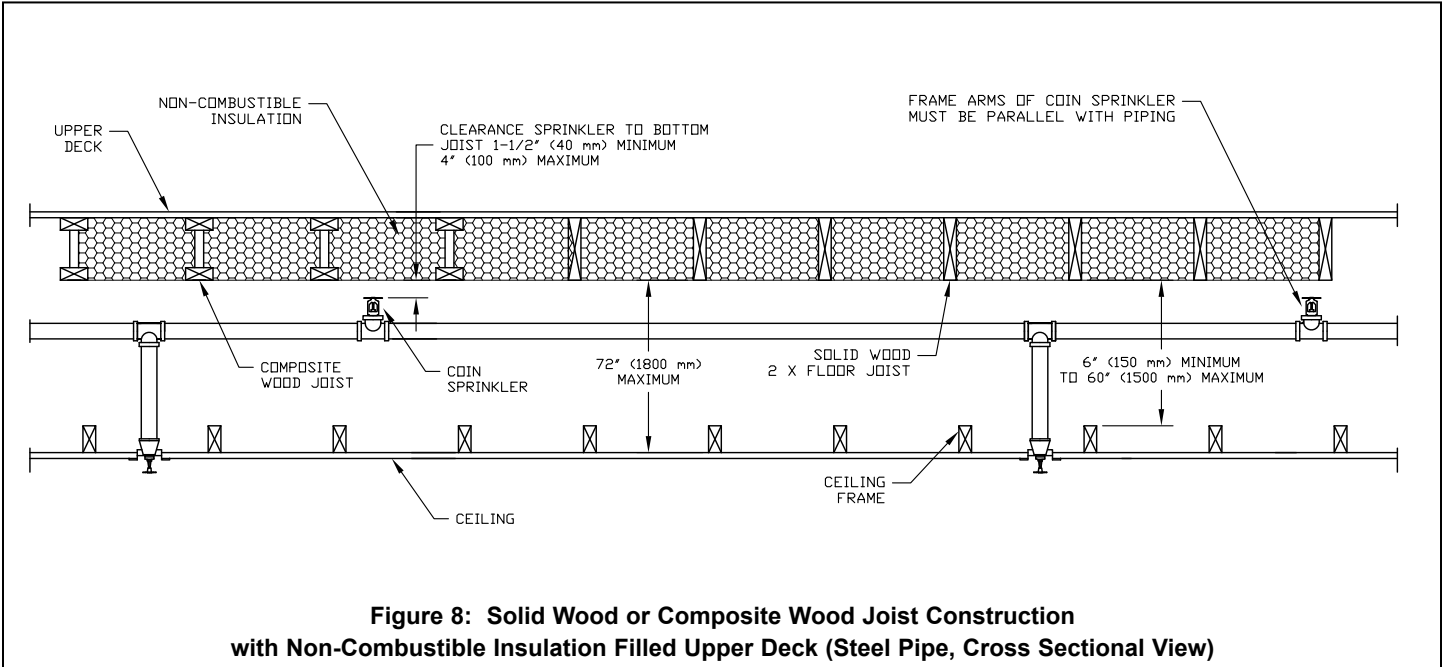 NON-COMBUSTIBLE
INSULATION
UPPER
DECK
CLEARANCE SPRINKLER TO BOTTOM
JOIST 1-1/2" (40 mm) MINIMUM
4" (100 mm) MAXIMUM
FRAME ARMS OF COIN SPRINKLER
MUST BE PARALLEL WITH PIPING
COMPOSITE
WOOD JOIST
COIN
SPRINKLER
72" (1800 mm)
MAXIMUM
SOLID WOOD
2 X FLOOR JOIST
6" (150 mm) MINIMUM
TO 60" (1500 mm) MAXIMUM
CEILING
FRAME
CEILING
Figure 8: Solid Wood or Composite Wood Joist Construction
with Non-Combustible Insulation Filled Upper Deck (Steel Pipe, Cross Sectional View)